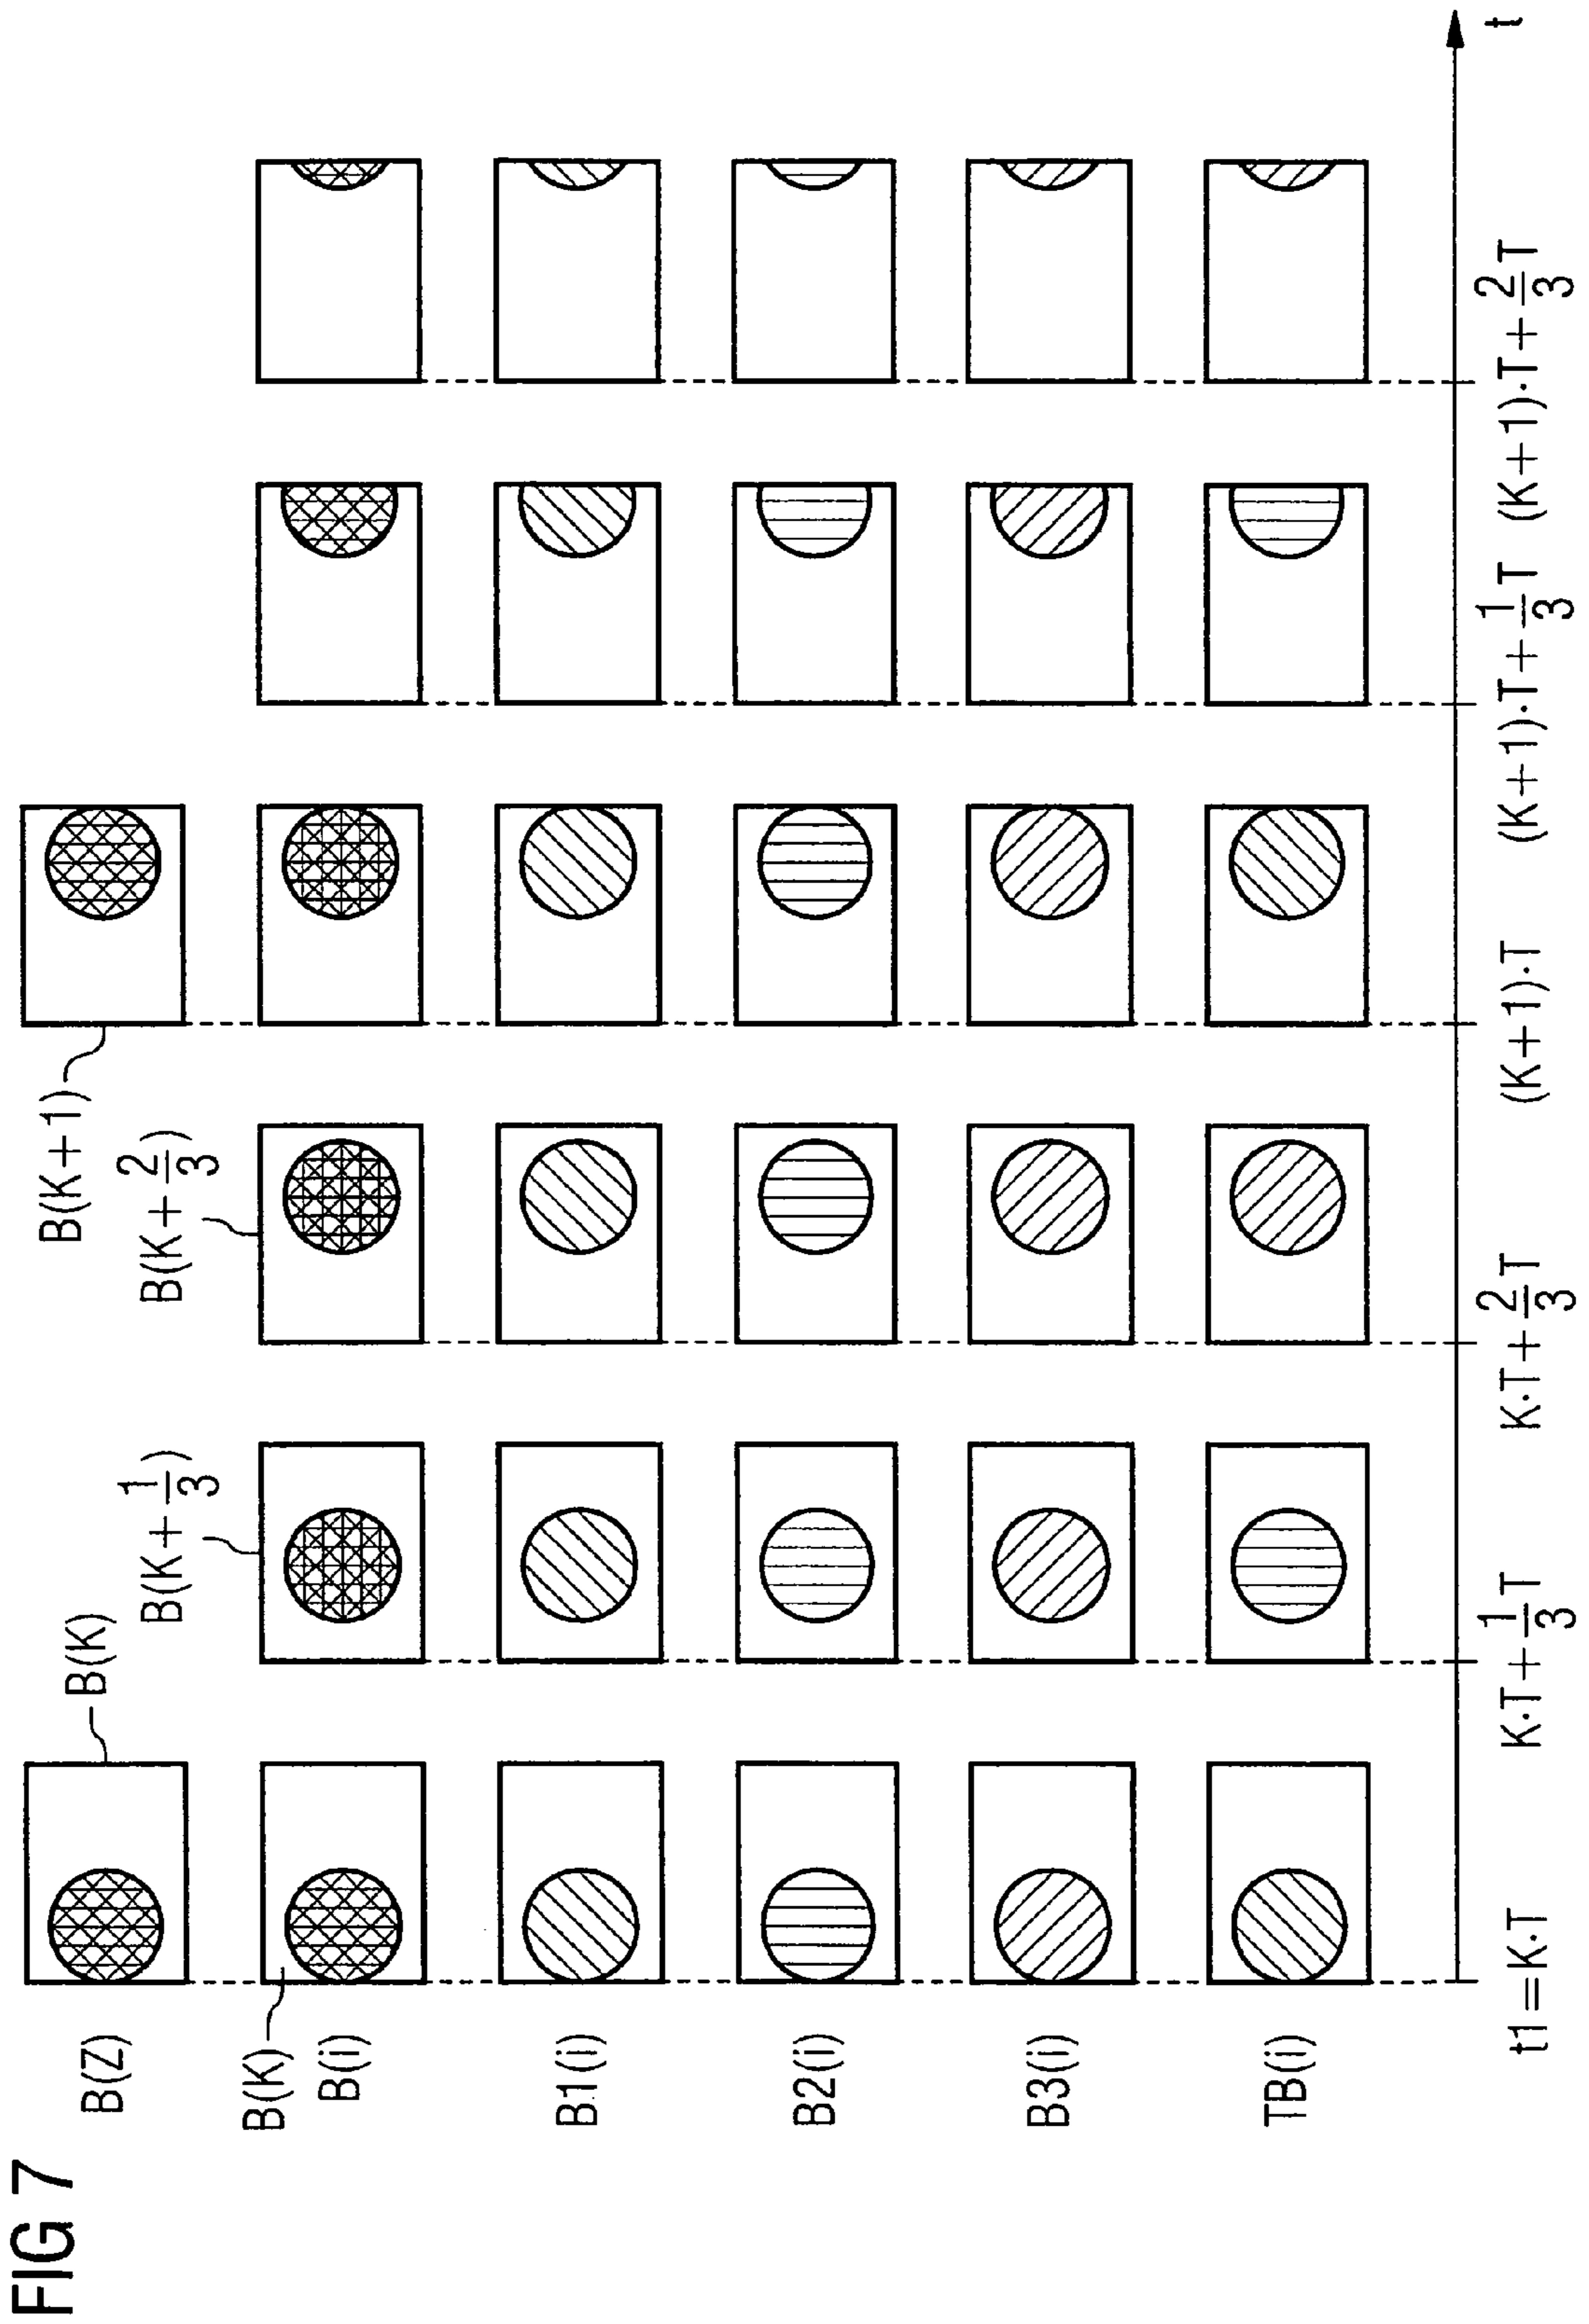 FIG 7
B(Z)
B(K)
B(K+1)
B(K)
B(i)
B(K+1/3)
B(K+2/3)
B1(i)
B2(i)
B3(i)
TB(i)
t1=K·T
K·T+1/3T
K·T+2/3T
(K+1)·T
(K+1)·T+1/3T
(K+1)·T+2/3T
t